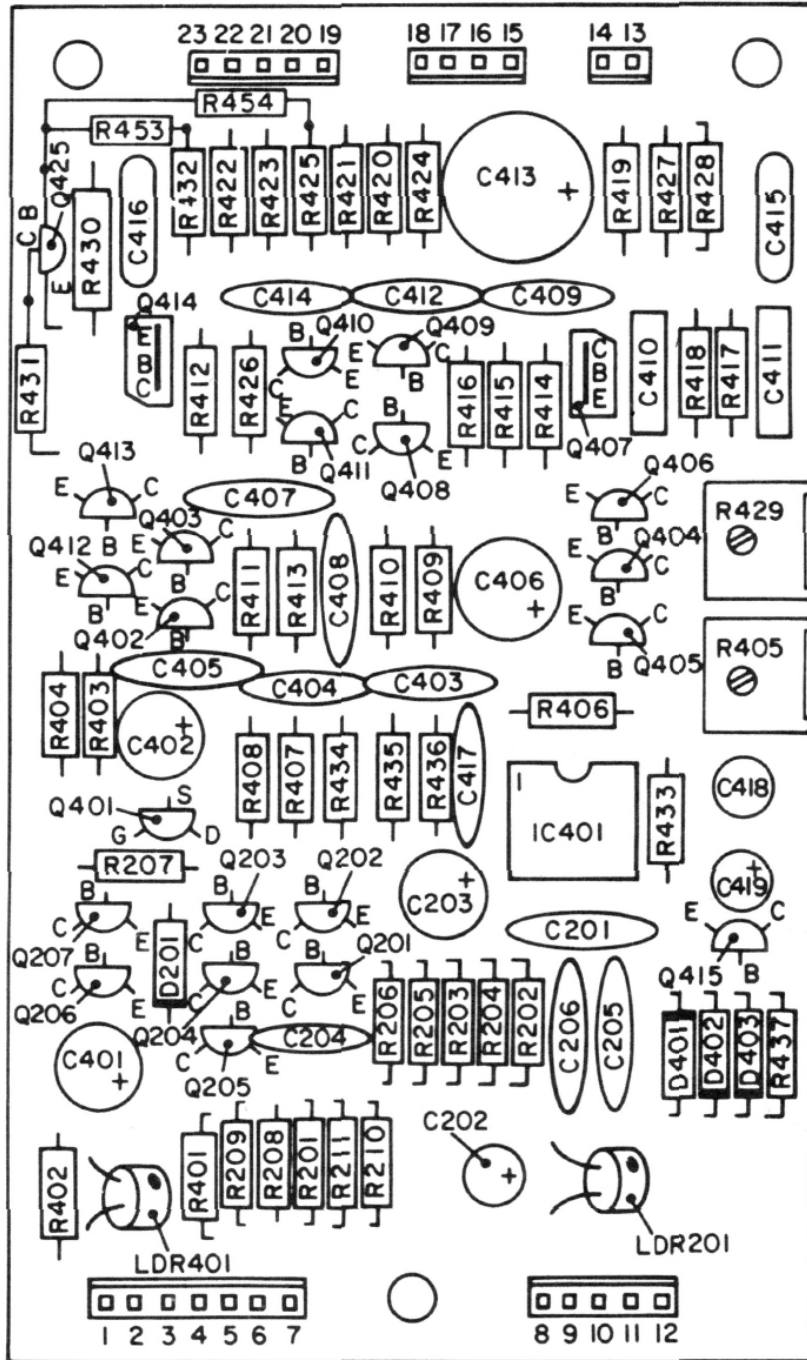 23 22 21 20 19
18 17 16 15
14 13
R454
R453
Q425
C B
E
R430
C416
R432
R422
R423
R425
R421
R420
R424
C413
+
R419
R427
R428
C415
C414
C412
C409
Q414
E
B
C
R431
R412
R426
B
Q410
C
E
E
Q409
C
B
R416
R415
R414
C
B
E
Q407
C410
R418
R417
C411
E
C
B
Q411
B
C
E
Q408
Q413
E
C
B
Q403
E
C
B
C407
Q406
E
C
B
R429
Q412
E
C
B
Q402
E
C
B
R411
R413
C408
R410
R409
C406
+
E
Q404
C
B
E
C
B
Q405
R405
R404
R403
C405
C404
C403
C402
+
R406
R408
R407
R434
R435
R436
C417
I
IC401
R433
C418
Q401
S
G
D
R207
Q203
Q202
C203
+
C419
+
B
C
E
Q207
B
C
E
B
C
E
C201
E
C
B
Q415
D201
B
C
E
Q206
B
C
E
Q204
Q201
B
C
E
R206
R205
R203
R204
R202
C206
C205
D401
D402
D403
R437
C401
+
B
C
E
Q205
C204
R402
R401
R209
R208
R201
R211
R210
C202
+
LDR401
LDR201
1 2 3 4 5 6 7
8 9 10 11 12